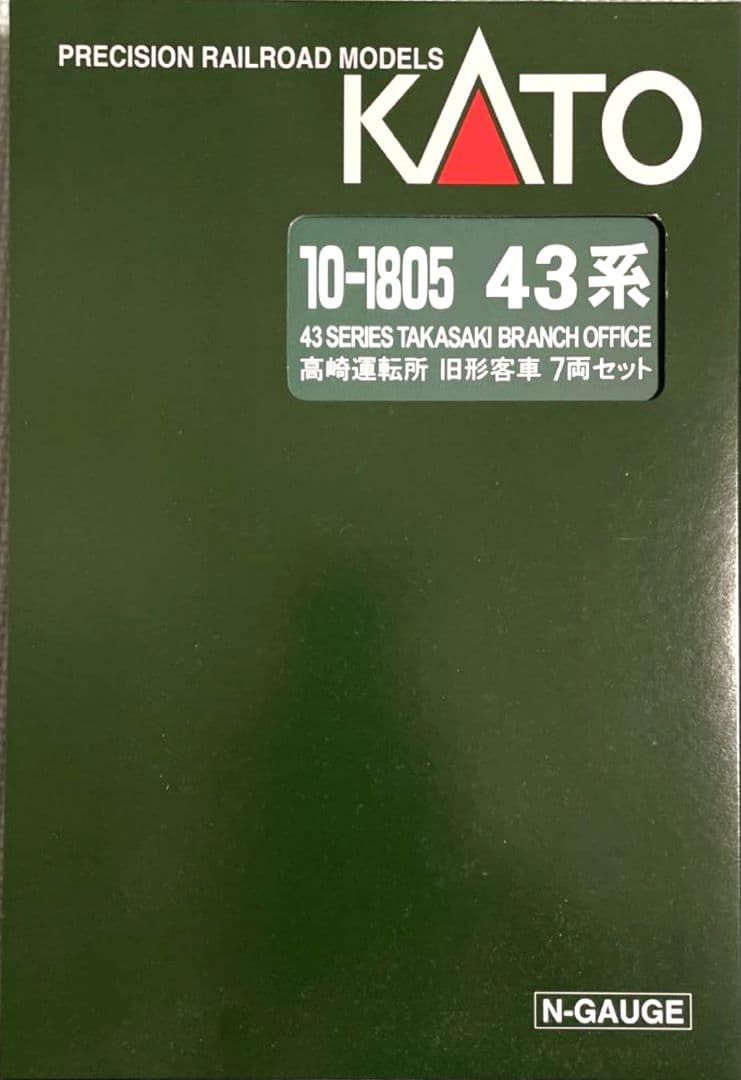 PRECISION RAILROAD MODELS
KATO
10-1805 43系
43 SERIES TAKASAKI BRANCH OFFICE
高崎運転所 旧形客車 7両セット
N-GAUGE